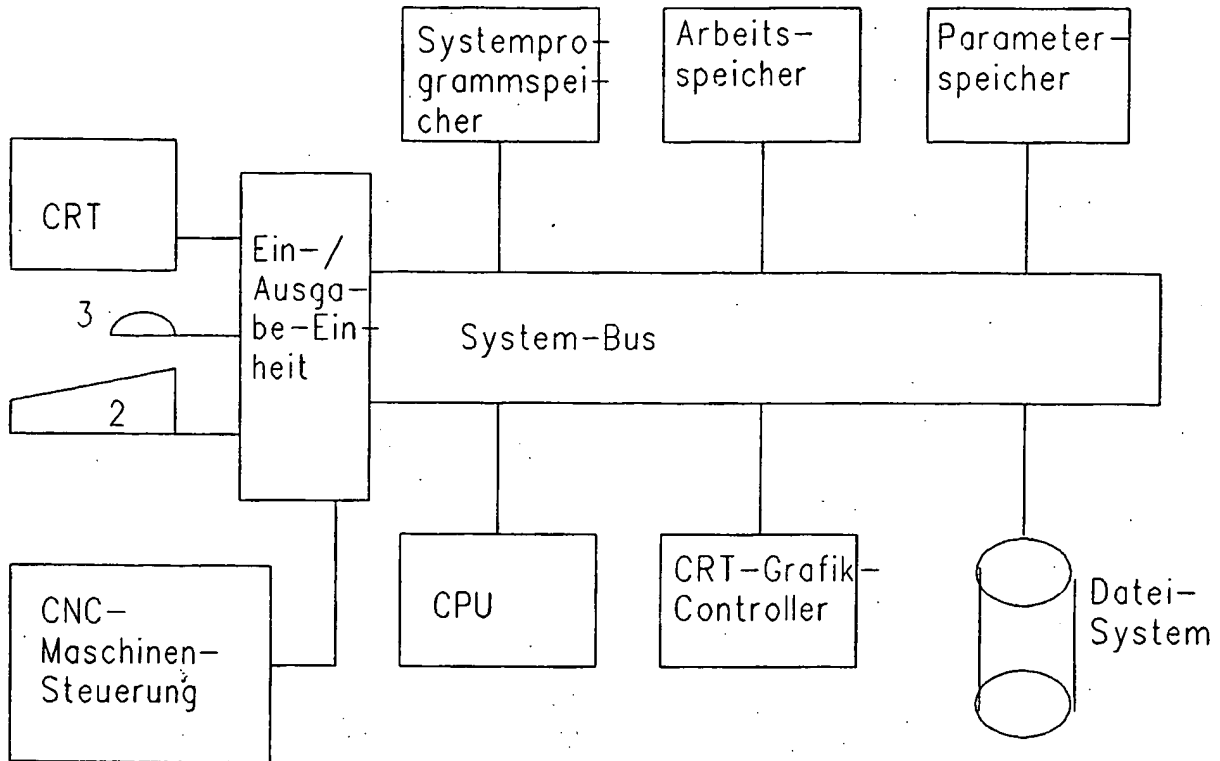 Systempro-
grammspei-
cher
Arbeits-
speicher
Parameter-
speicher
CRT
Ein-/
Ausga-
be-Ein-
heit
3
System-Bus
2
CNC-
Maschinen-
Steuerung
CPU
CRT-Grafik-
Controller
Datei-
System